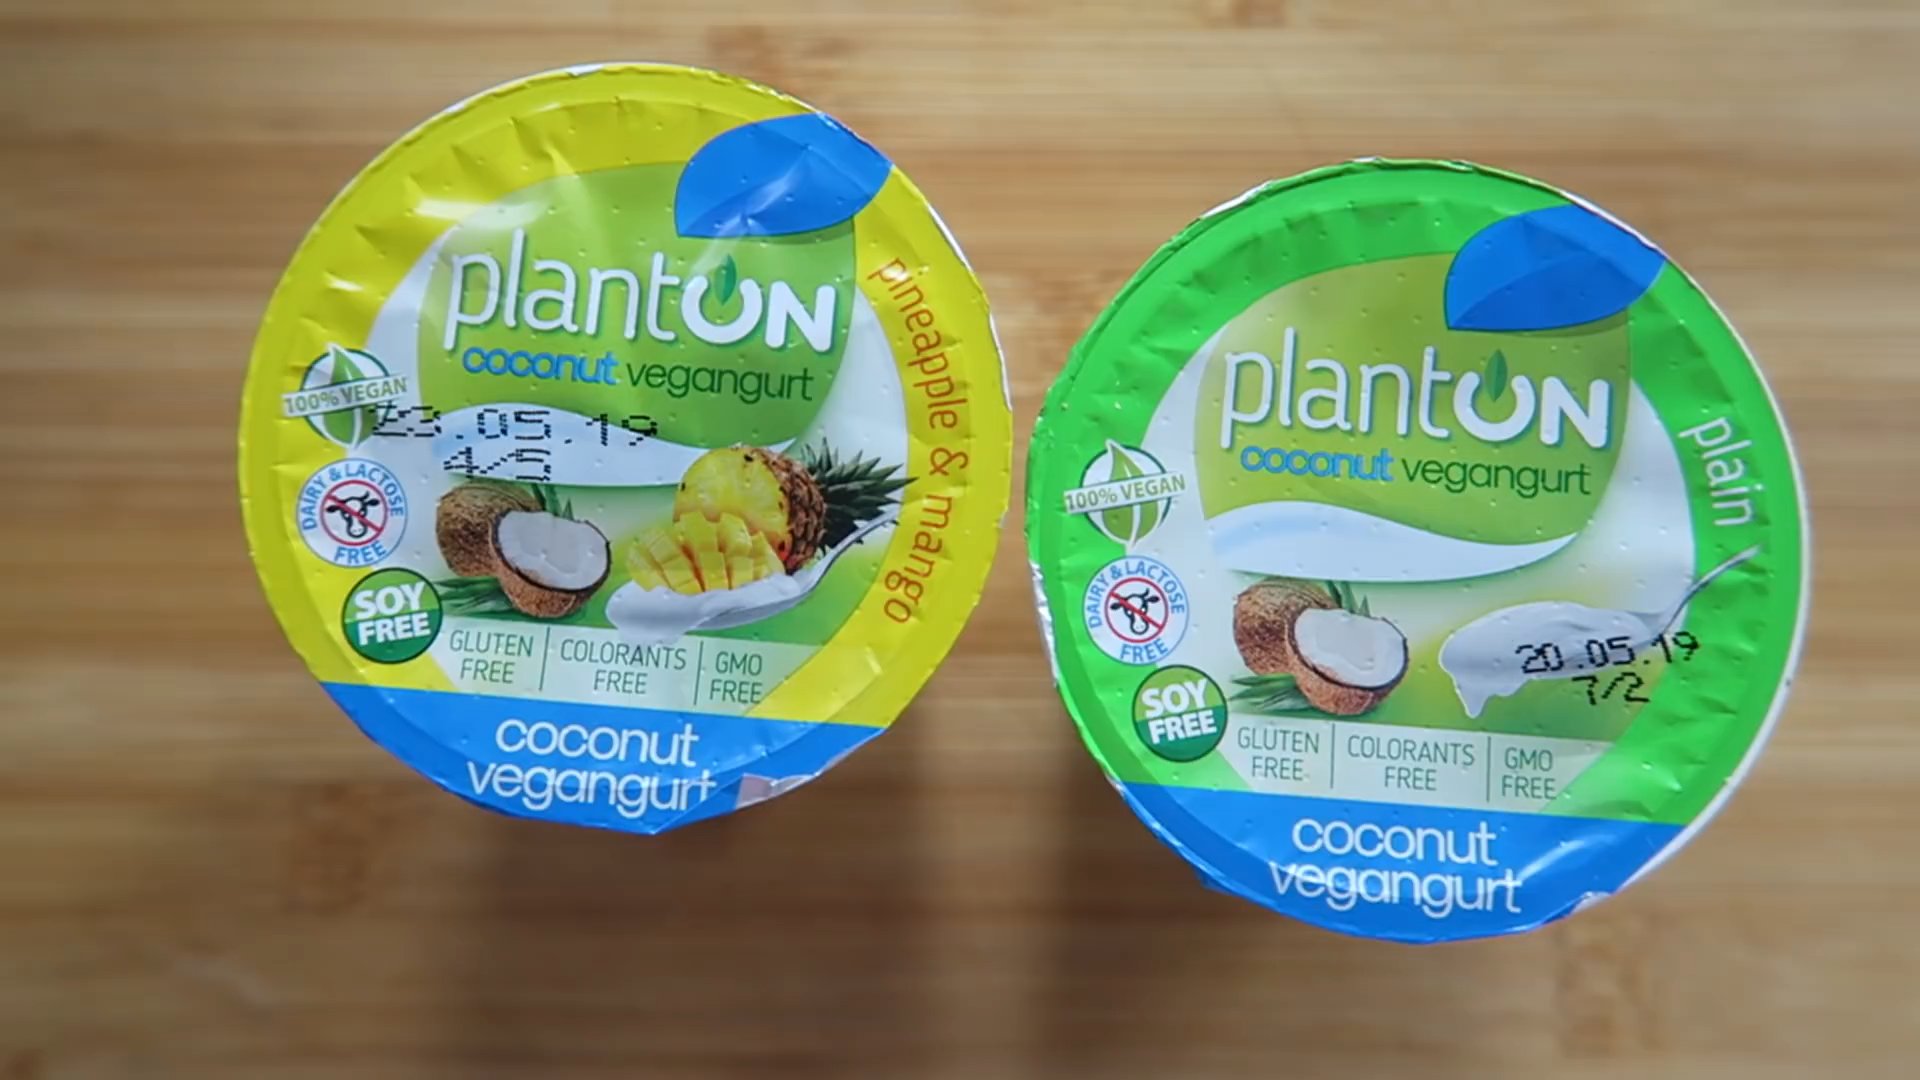 plantON
coconut vegangurt
pineapple & mango
100% VEGAN
.05.19
DAIRY & LACTOSE
FREE
SOY
FREE
GLUTEN
FREE
COLORANTS
FREE
GMO
FREE
coconut
vegangurt
plantON
coconut vegangurt
plain
100% VEGAN
DAIRY & LACTOSE
FREE
20.05.19
7/2
SOY
FREE
GLUTEN
FREE
COLORANTS
FREE
GMO
FREE
coconut
vegangurt